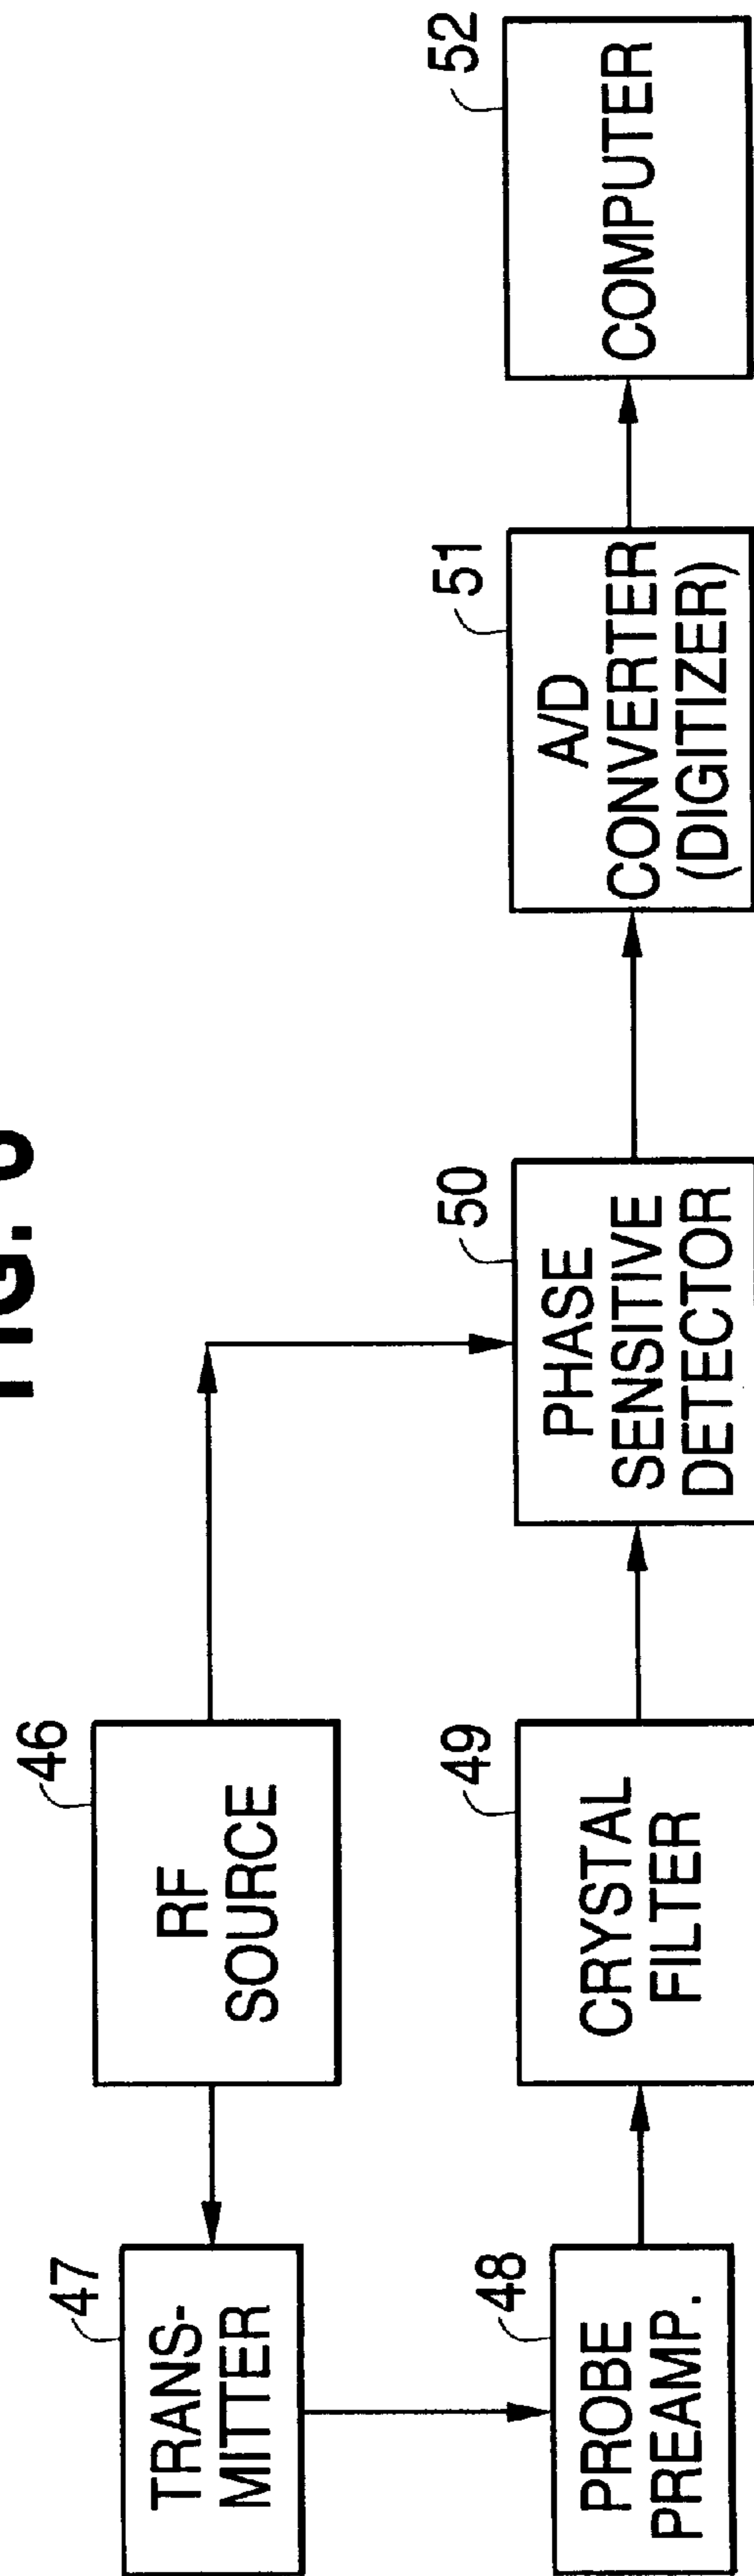 FIG.
46
RF
SOURCE
47
TRANS-
MITTER
48
PROBE
PREAMP.
49
CRYSTAL
FILTER
50
PHASE
SENSITIVE
DETECTOR
51
A/D
CONVERTER
(DIGITIZER)
52
COMPUTER